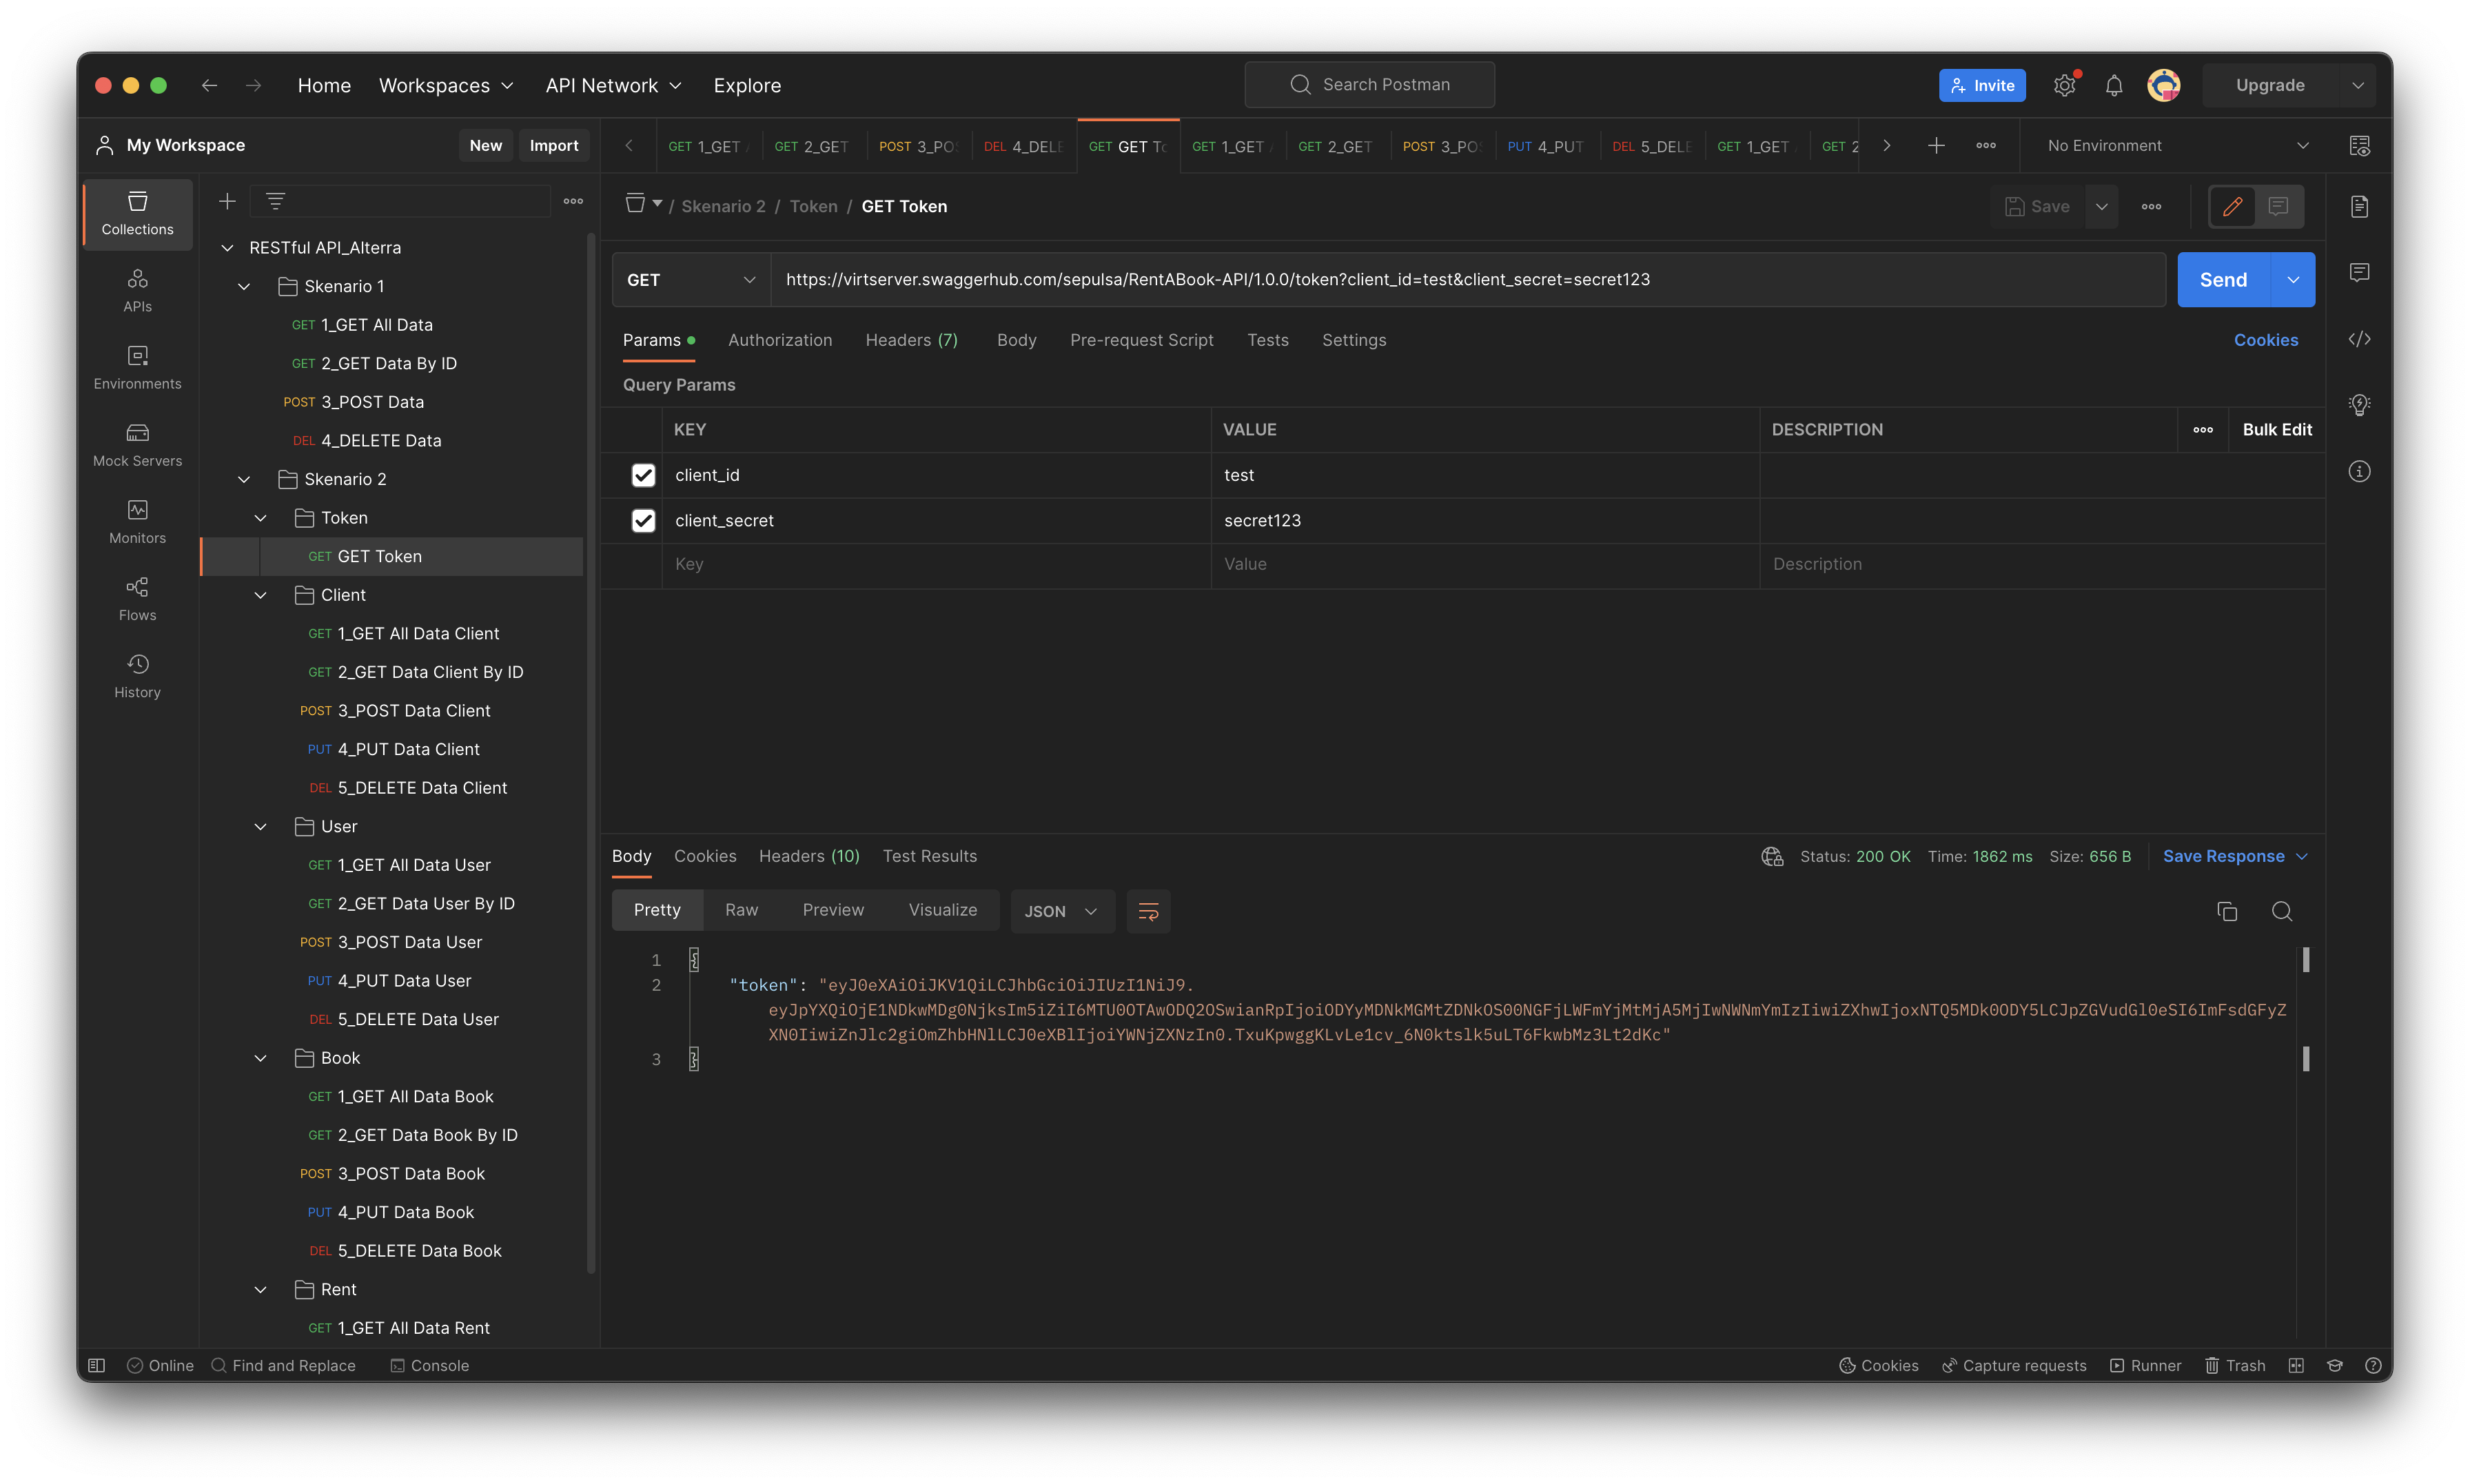 Home Workspaces API Network Explore Search Postman Invite Upgrade
My Workspace New Import
GET 1_GET GET 2_GET POST 3_POS DEL 4_DELE GET GET To GET 1_GET GET 2_GET POST 3_POS PUT 4_PUT DEL 5_DELE GET 1_GET GET 2 No Environment
Collections
APIs
Environments
Mock Servers
Monitors
Flows
History
RESTful API_Alterra
Skenario 1
GET 1_GET All Data
GET 2_GET Data By ID
POST 3_POST Data
DEL 4_DELETE Data
Skenario 2
Token
GET GET Token
Client
GET 1_GET All Data Client
GET 2_GET Data Client By ID
POST 3_POST Data Client
PUT 4_PUT Data Client
DEL 5_DELETE Data Client
User
GET 1_GET All Data User
GET 2_GET Data User By ID
POST 3_POST Data User
PUT 4_PUT Data User
DEL 5_DELETE Data User
Book
GET 1_GET All Data Book
GET 2_GET Data Book By ID
POST 3_POST Data Book
PUT 4_PUT Data Book
DEL 5_DELETE Data Book
Rent
GET 1_GET All Data Rent
/ Skenario 2 / Token / GET Token Save
GET https://virtserver.swaggerhub.com/sepulsa/RentABook-API/1.0.0/token?client_id=test&client_secret=secret123 Send
Params Authorization Headers (7) Body Pre-request Script Tests Settings Cookies
Query Params
KEY VALUE DESCRIPTION Bulk Edit
client_id test
client_secret secret123
Key Value Description
Body Cookies Headers (10) Test Results Status: 200 OK Time: 1862 ms Size: 656 B Save Response
Pretty Raw Preview Visualize JSON
1 {
2 "token": "eyJ0eXAiOiJKV1QiLCJhbGciOiJIUzI1NiJ9.
eyJpYXQiOjE1NDkwMDg0NjksIm5iZiI6MTU0OTAwODQ2OSwianRpIjoiODYyMDNkMGMtZDNkOS00NGFjLWFmYjMtMjA5MjIwNWNmYmIzIiwiZXhwIjoxNTQ5MDk0ODY5LCJpZGVudGl0eSI6ImFsdGFyZ
XN0IiwiZnJlc2giOmZhbHNlLCJ0eXBlIjoiYWNjZXNzIn0.TxuKpwggKLvLe1cv_6N0ktslk5uLT6FkwbMz3Lt2dKc"
3 }
Online Find and Replace Console Cookies Capture requests Runner Trash